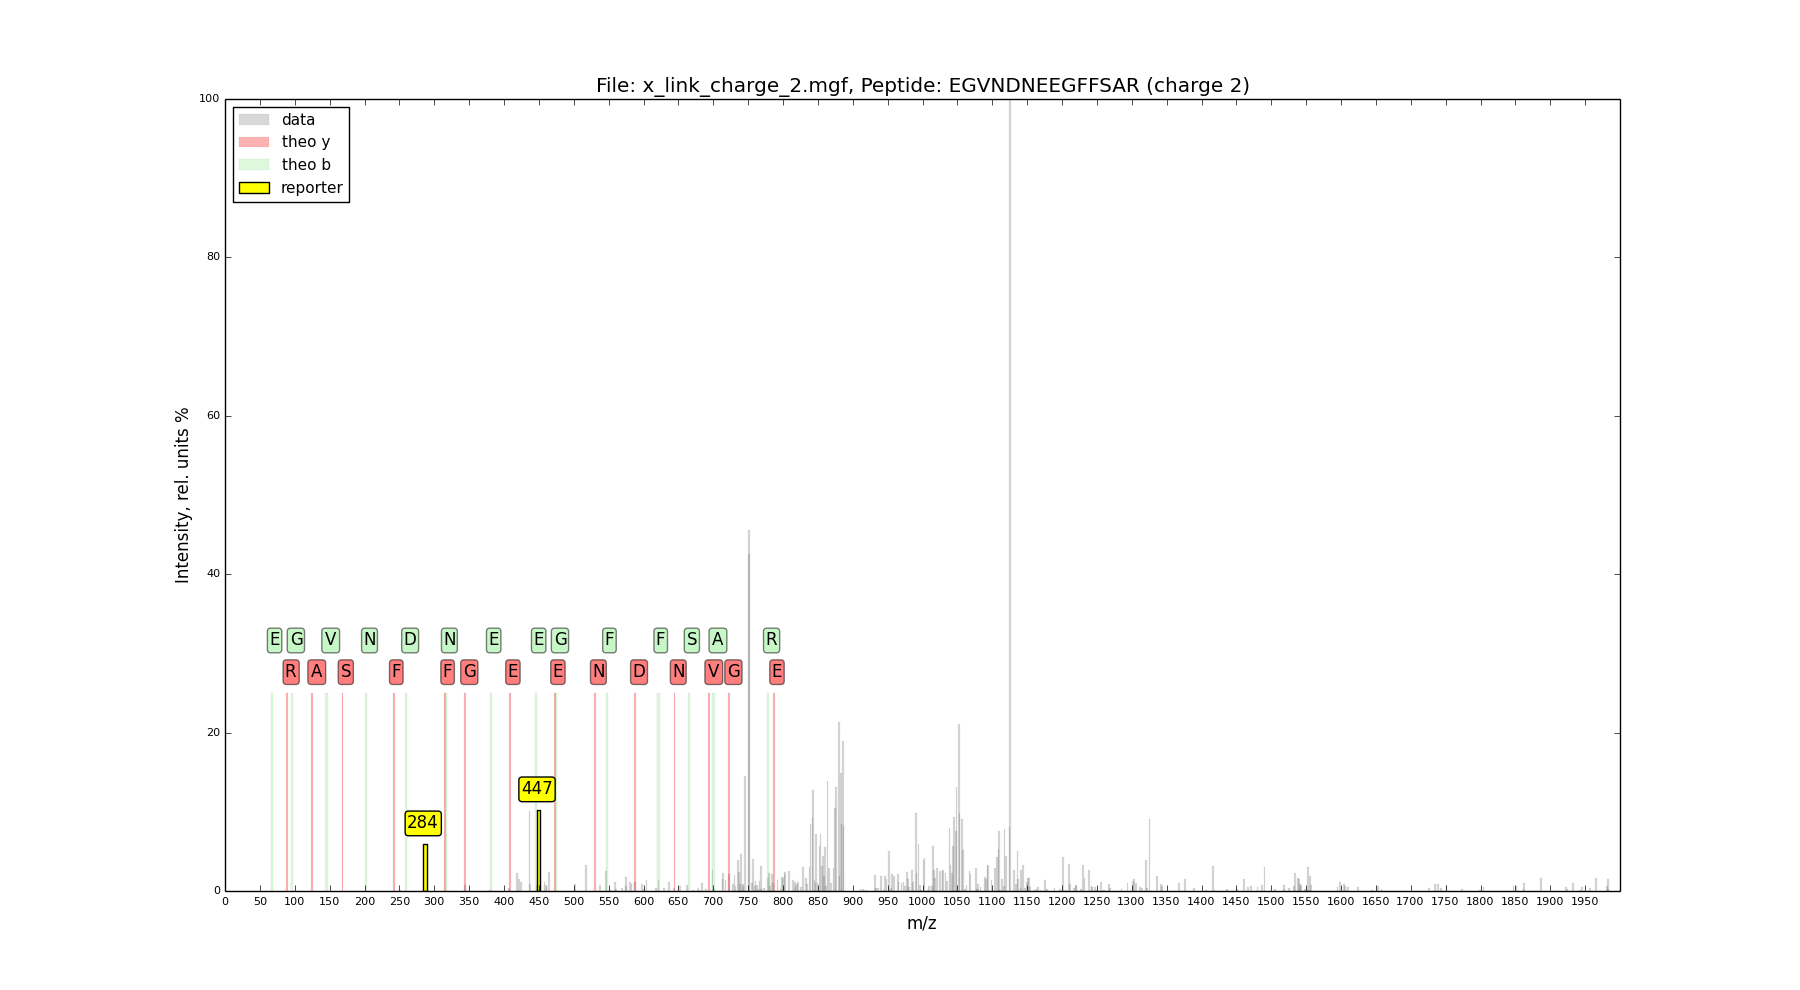 File: x_link_charge_2.mgf, Peptide: EGVNDNEEGFFSAR (charge 2)
100
80
60
40
20
0
Intensity, rel. units %
data
theo y
theo b
reporter
E G V N D N E E G F F S A R
R A S F F G E E N D N V G E
447
284
0 50 100 150 200 250 300 350 400 450 500 550 600 650 700 750 800 850 900 950 1000 1050 1100 1150 1200 1250 1300 1350 1400 1450 1500 1550 1600 1650 1700 1750 1800 1850 1900 1950
m/z